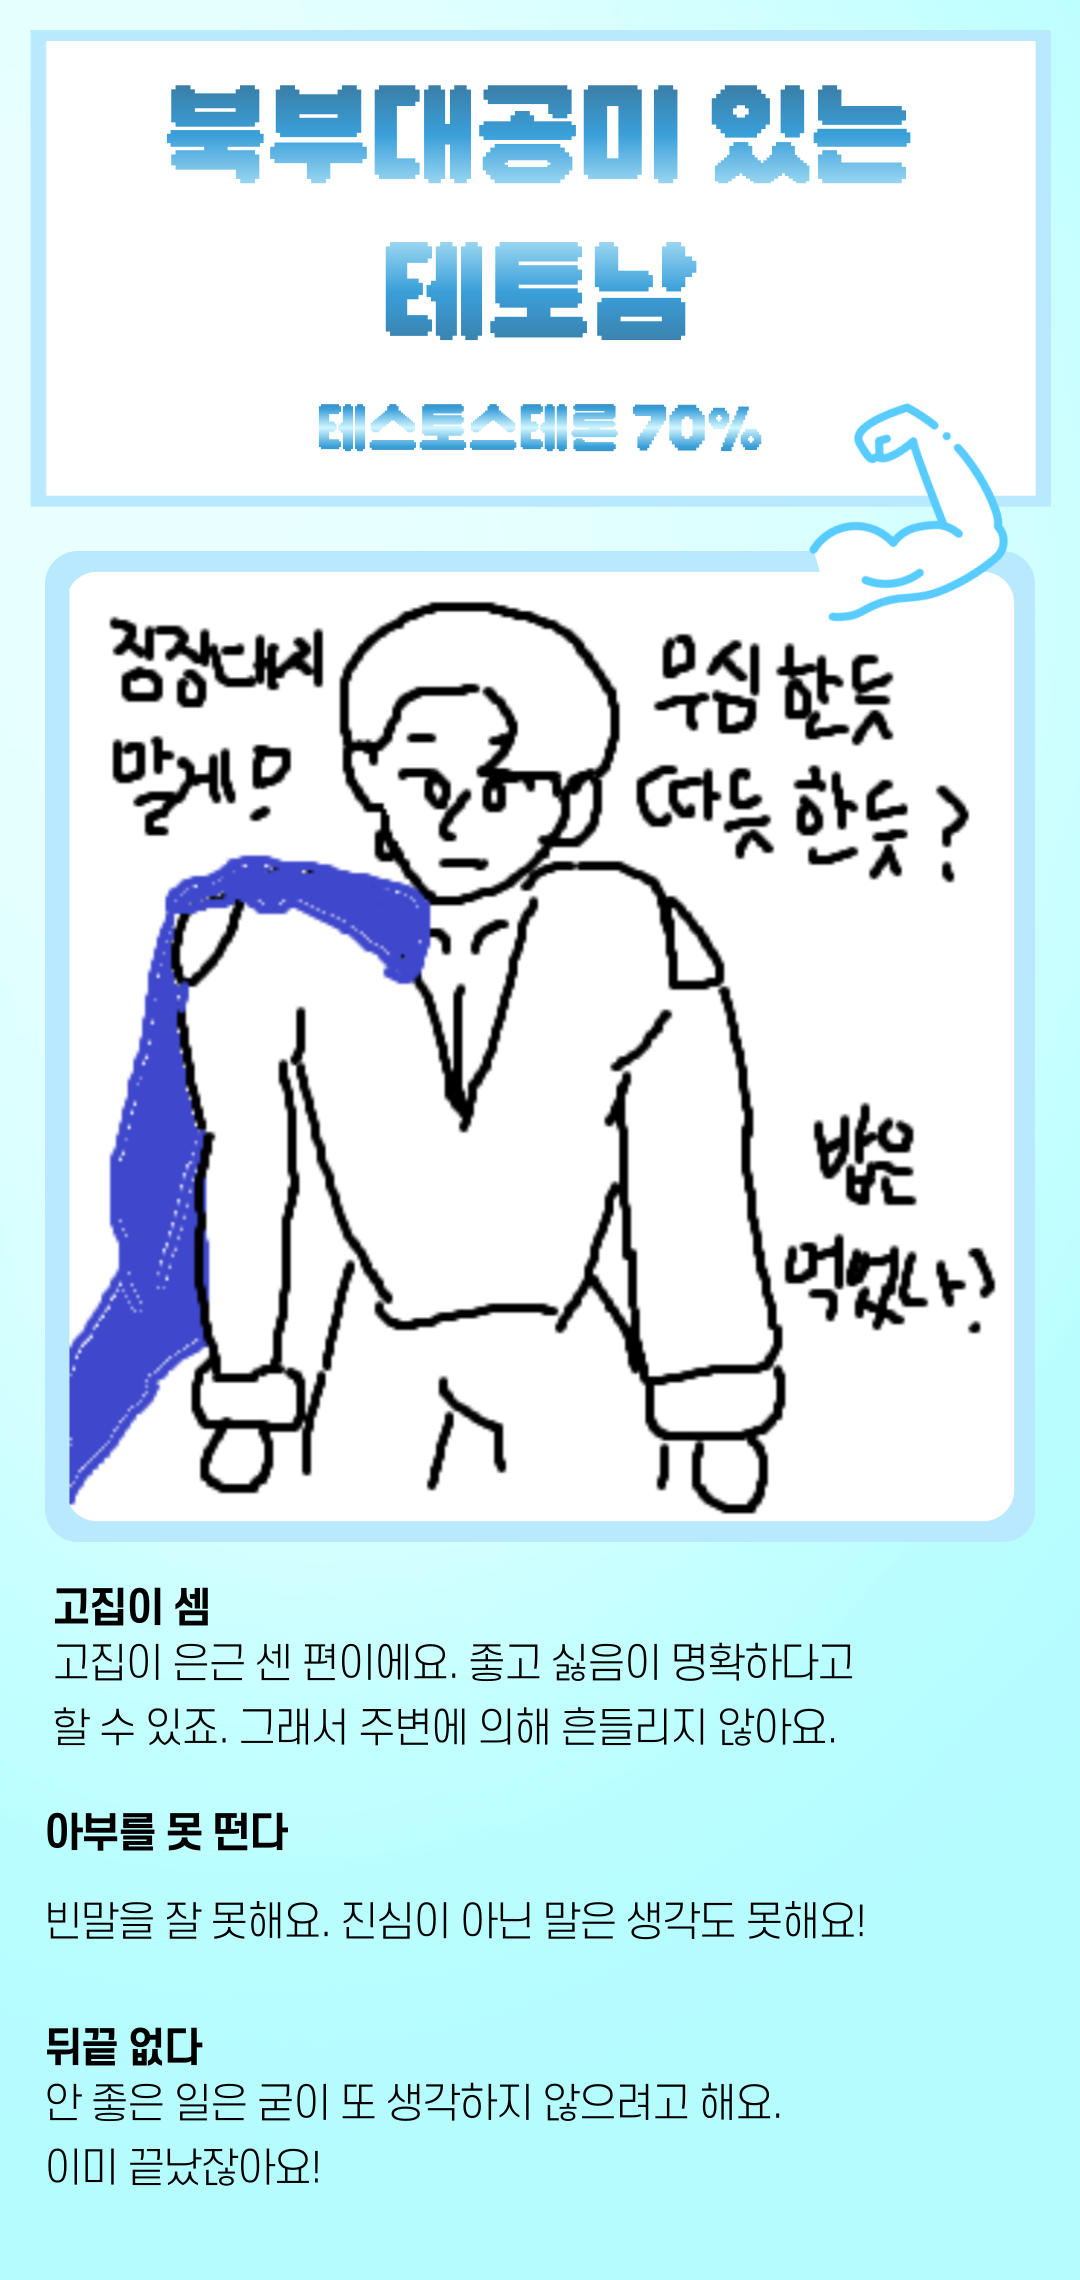 북부대공미 있는
테토남
테스토스테론 70%
짐장대시
말게!
무심한듯
따듯한듯?
밥은
먹었나?
고집이 셈
고집이 은근 센 편이에요. 좋고 싫음이 명확하다고
할 수 있죠. 그래서 주변에 의해 흔들리지 않아요.
아부를 못 떤다
빈말을 잘 못해요. 진심이 아닌 말은 생각도 못해요!
뒤끝 없다
안 좋은 일은 굳이 또 생각하지 않으려고 해요.
이미 끝났잖아요!